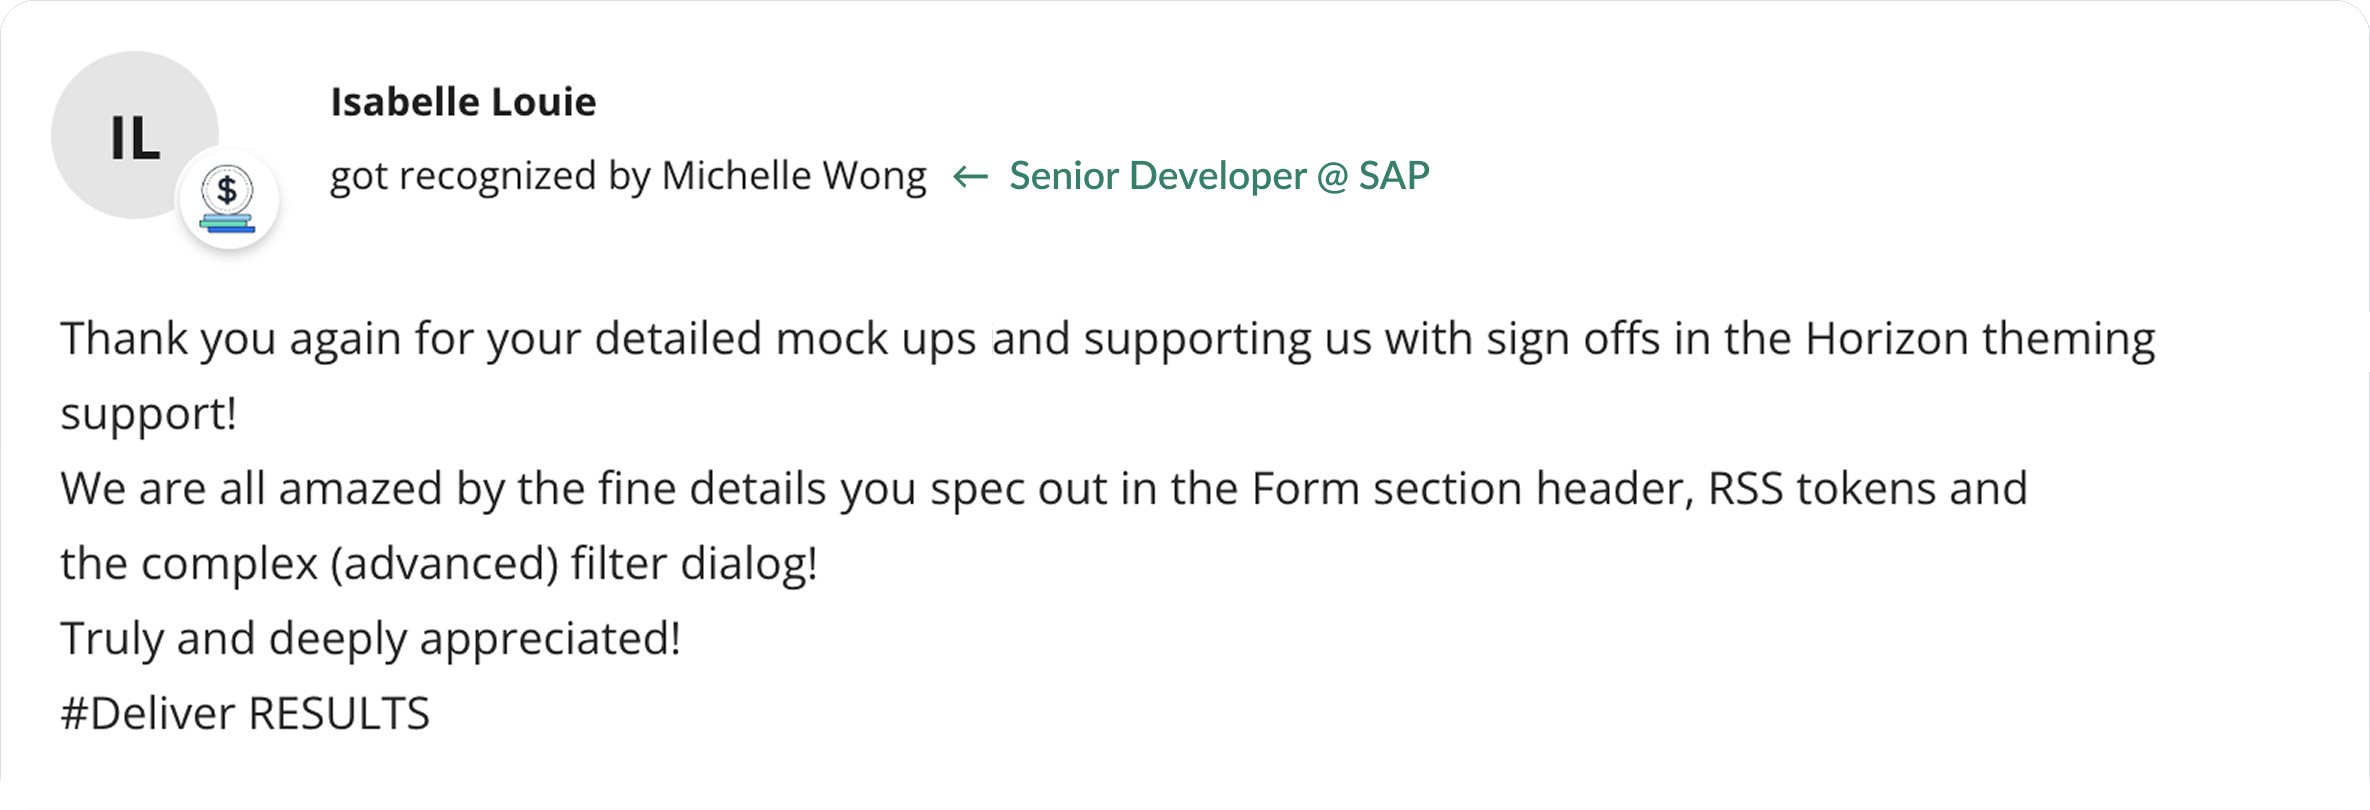 IL
$
Isabelle Louie
got recognized by Michelle Wong ← Senior Developer @ SAP
Thank you again for your detailed mock ups and supporting us with sign offs in the Horizon theming
support!
We are all amazed by the fine details you spec out in the Form section header, RSS tokens and
the complex (advanced) filter dialog!
Truly and deeply appreciated!
#Deliver RESULTS